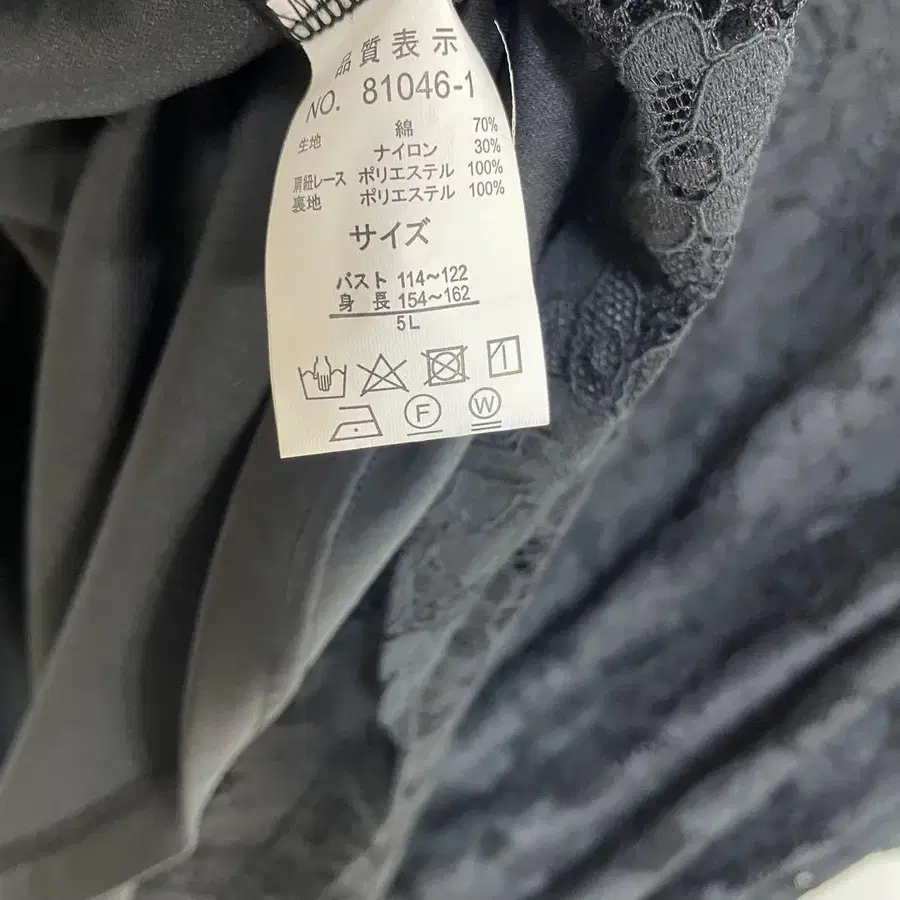 品質表示
NO. 81046-1
生地 綿 70%
ナイロン 30%
肩紐レース ポリエステル 100%
裏地 ポリエステル 100%
サイズ
バスト 114～122
身 長 154～162
5L
F W